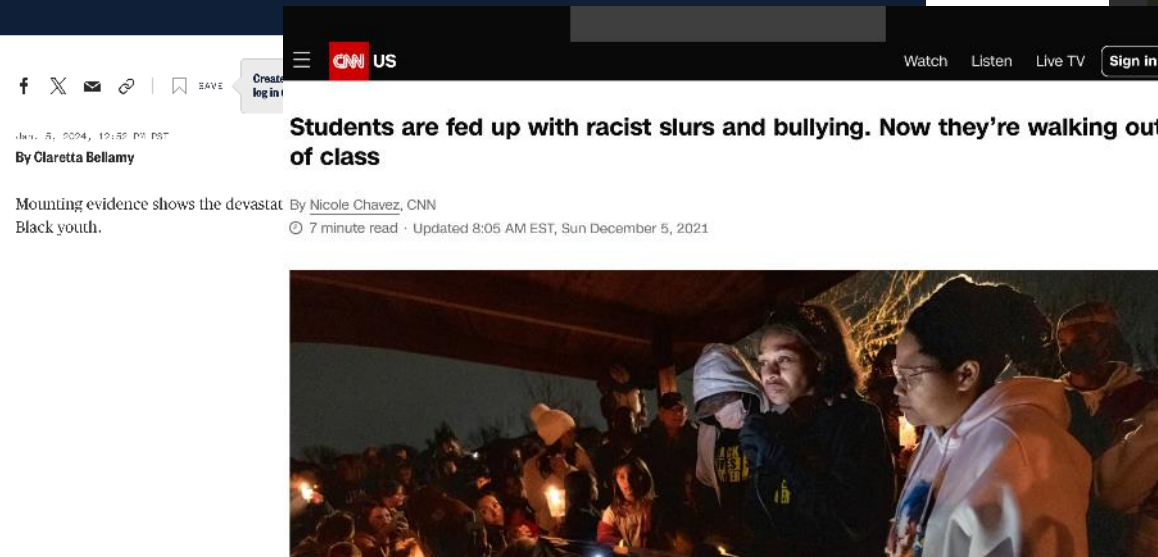 SAVE
Create
log in
Jan. 5, 2024, 12:52 PM PST
By Claretta Bellamy
Mounting evidence shows the devastat
Black youth.
CNN US
Watch Listen Live TV Sign in
Students are fed up with racist slurs and bullying. Now they’re walking out
of class
By Nicole Chavez, CNN
7 minute read · Updated 8:05 AM EST, Sun December 5, 2021